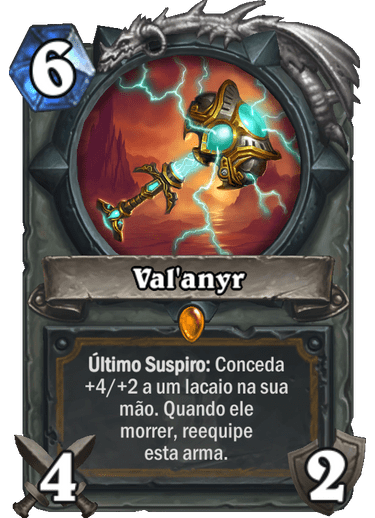 6
Val'anyr
Último Suspiro: Conceda
+4/+2 a um lacaio na sua
mão. Quando ele
morrer, reequipe
esta arma.
4
2